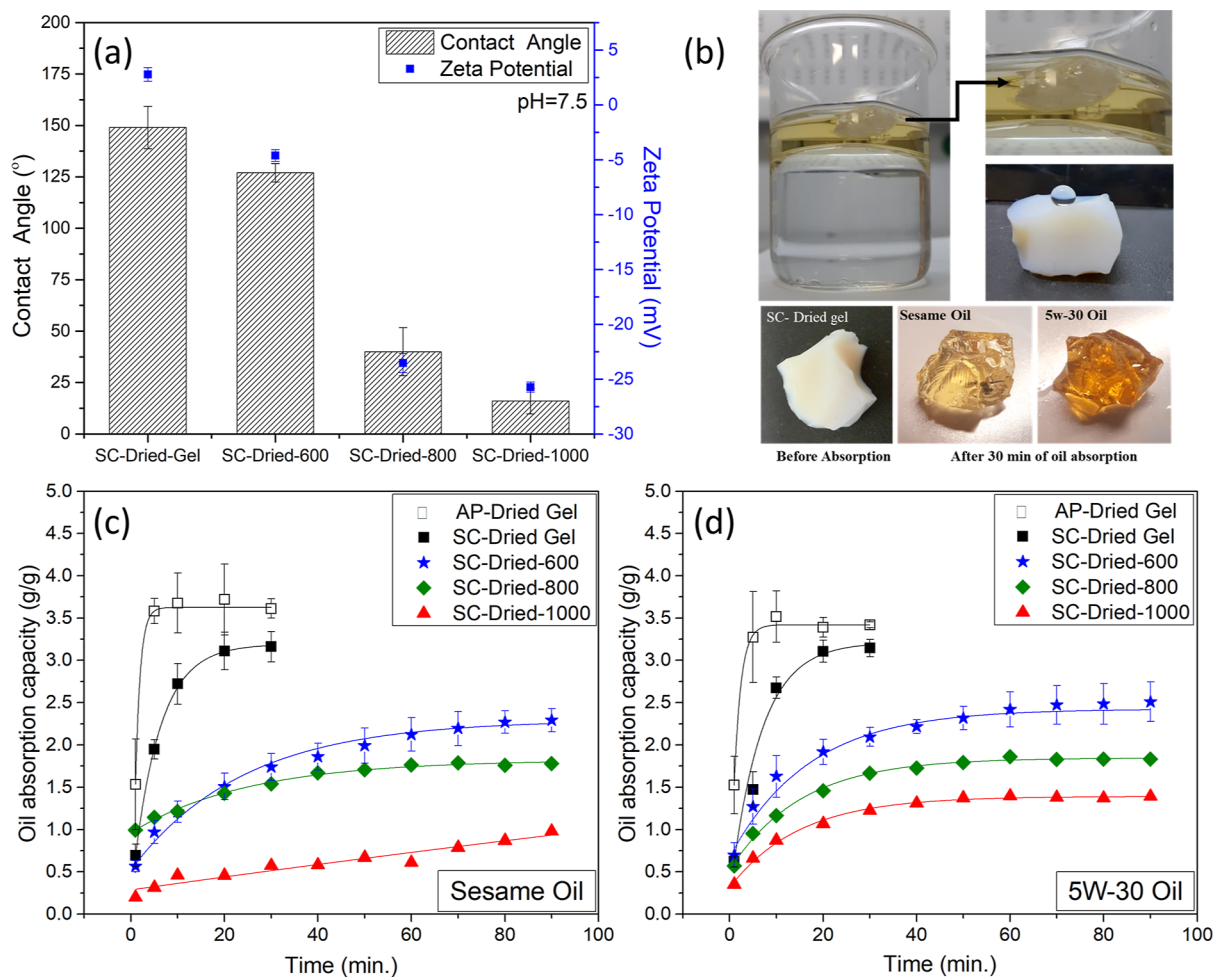 (a)
Contact Angle
Zeta Potential
pH=7.5
200
175
150
125
100
75
50
25
0
Contact Angle (°)
5
0
-5
-10
-15
-20
-25
-30
Zeta Potential (mV)
SC-Dried-Gel
SC-Dried-600
SC-Dried-800
SC-Dried-1000
(b)
SC- Dried gel
Sesame Oil
5w-30 Oil
Before Absorption
After 30 min of oil absorption
(c)
AP-Dried Gel
SC-Dried Gel
SC-Dried-600
SC-Dried-800
SC-Dried-1000
5.0
4.5
4.0
3.5
3.0
2.5
2.0
1.5
1.0
0.5
0.0
Oil absorption capacity (g/g)
Sesame Oil
0 20 40 60 80 100
Time (min.)
(d)
AP-Dried Gel
SC-Dried Gel
SC-Dried-600
SC-Dried-800
SC-Dried-1000
5.0
4.5
4.0
3.5
3.0
2.5
2.0
1.5
1.0
0.5
0.0
Oil absorption capacity (g/g)
5W-30 Oil
0 20 40 60 80 100
Time (min.)